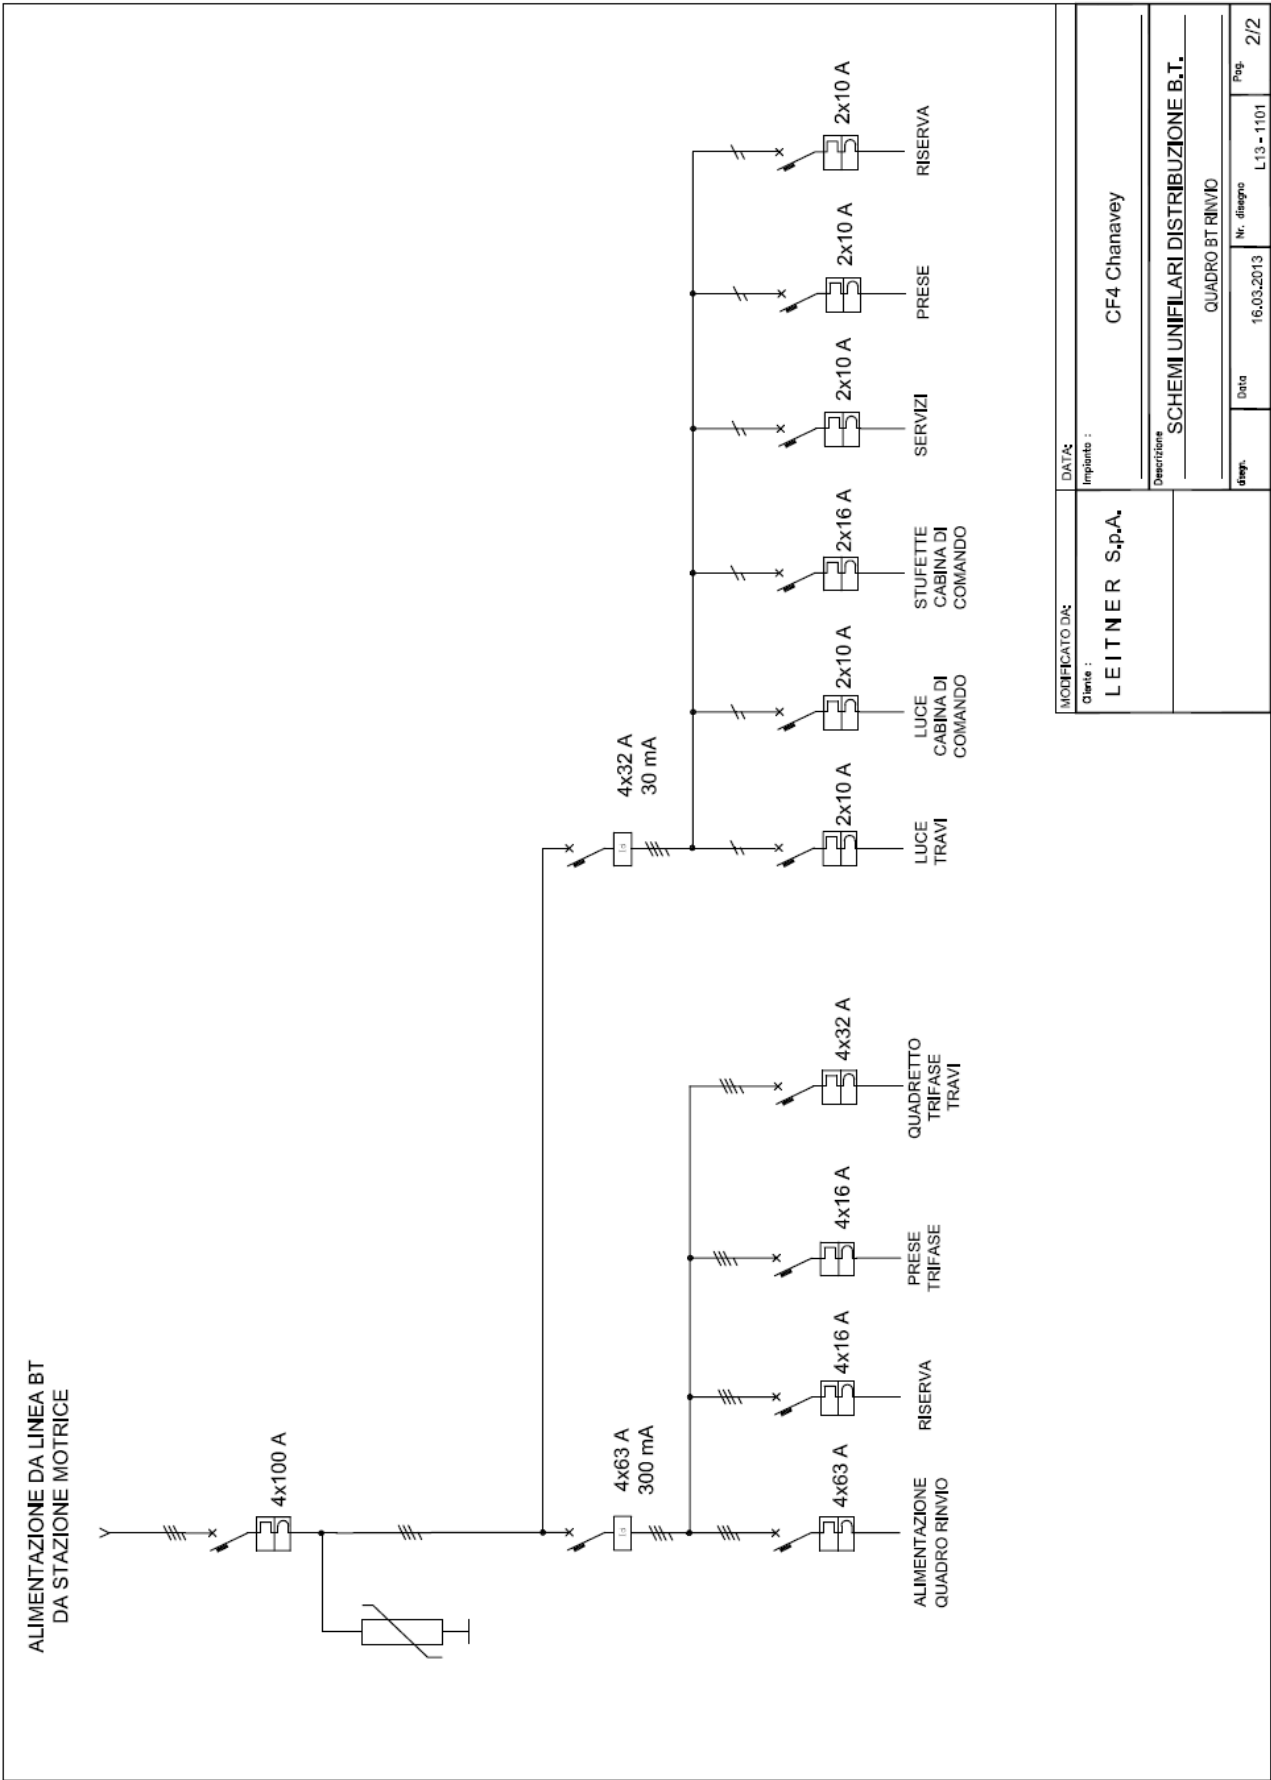 ALIMENTAZIONE DA LINEA BT
DA STAZIONE MOTRICE
4x100 A
4x63 A
300 mA
4x32 A
30 mA
4x63 A
4x16 A
4x16 A
4x32 A
2x10 A
2x10 A
2x16 A
2x10 A
2x10 A
2x10 A
ALIMENTAZIONE
QUADRO RINVIO
RISERVA
PRESE
TRIFASE
QUADRETTO
TRIFASE
TRAVI
LUCE
TRAVI
LUCE
CABINA DI
COMANDO
STUFETTE
CABINA DI
COMANDO
SERVIZI
PRESE
RISERVA
MODIFICATO DA:
DATA:
Cliente :
LEITNER S.p.A.
Impianto :
CF4 Chanavey
Descrizione
SCHEMI UNIFILARI DISTRIBUZIONE B.T.
QUADRO BT RINVIO
disegn.
Data
16.03.2013
Nr. disegno
L13 - 1101
Pag.
2/2